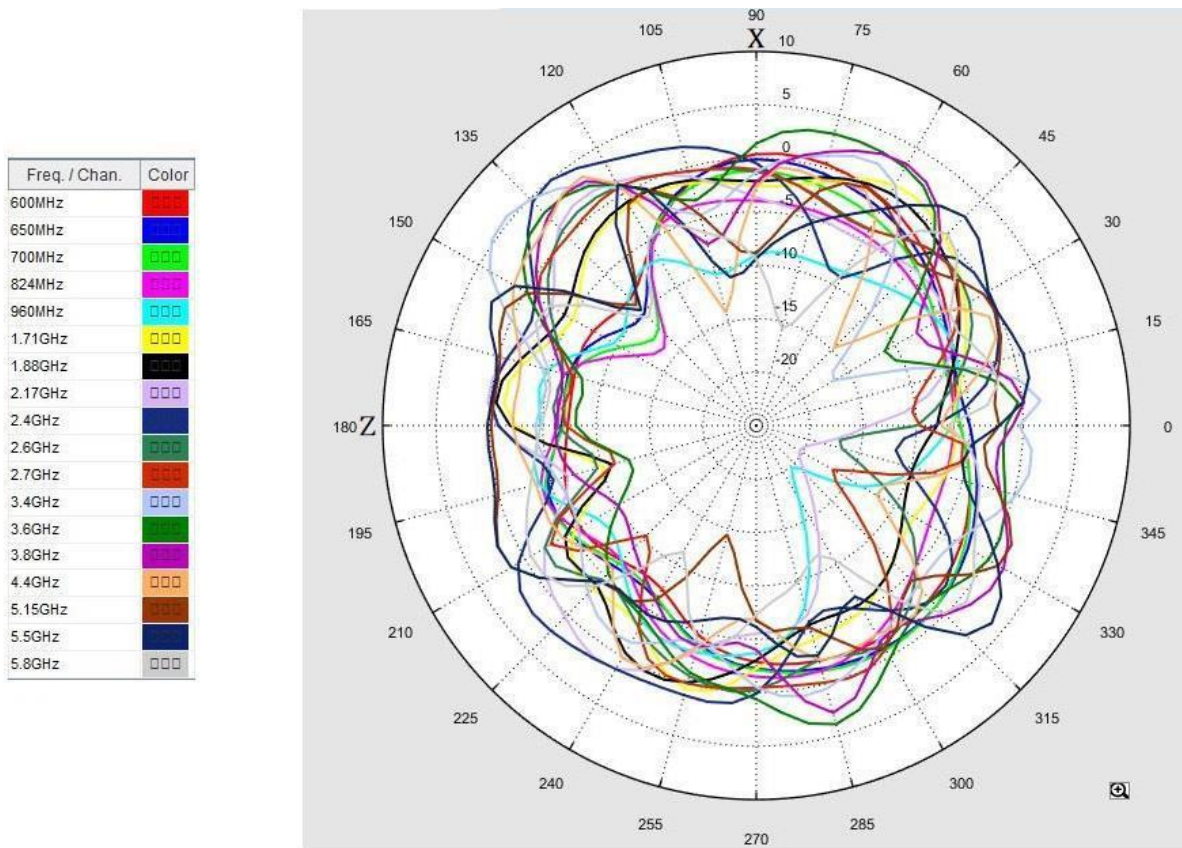 Freq. / Chan. Color
600MHz
650MHz
700MHz
824MHz
960MHz
1.71GHz
1.88GHz
2.17GHz
2.4GHz
2.6GHz
2.7GHz
3.4GHz
3.6GHz
3.8GHz
4.4GHz
5.15GHz
5.5GHz
5.8GHz
90
105 75
X 10
120 60
5
135 45
0
150 30
5
10
165 15
15
20
180 Z 0
195 345
210 330
225 315
240 300
255 285
270